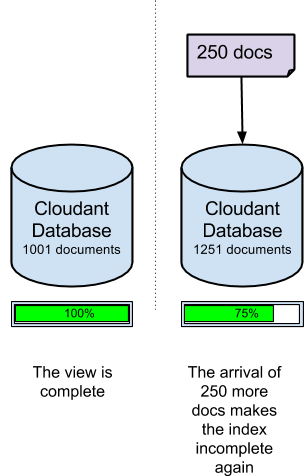 250 docs
Cloudant
Database
1001 documents
100%
The view is
complete
Cloudant
Database
1251 documents
75%
The arrival of
250 more
docs makes
the index
incomplete
again